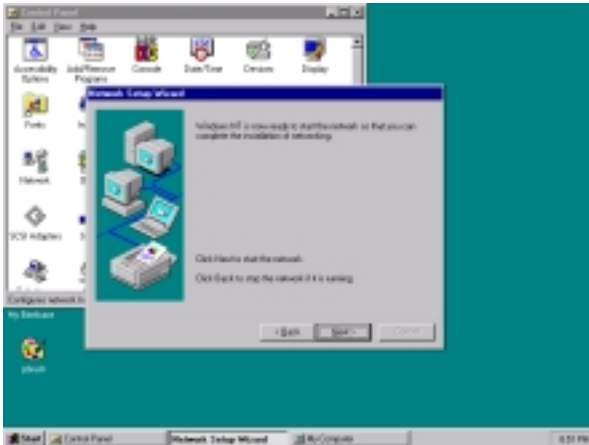 Control Panel
File Edit View Help
Accessibility Options
Add/Remove Programs
Console
Date/Time
Devices
Display
Fonts
Network
SCSI Adapters
My Briefcase
Network Setup Wizard
Windows NT is now ready to start the network so that you can
complete the installation of networking.
Click Next to start the network.
Click Back to stop the network if it is running.
< Back
Next >
Cancel
Start
Control Panel
Network Setup Wizard
My Computer